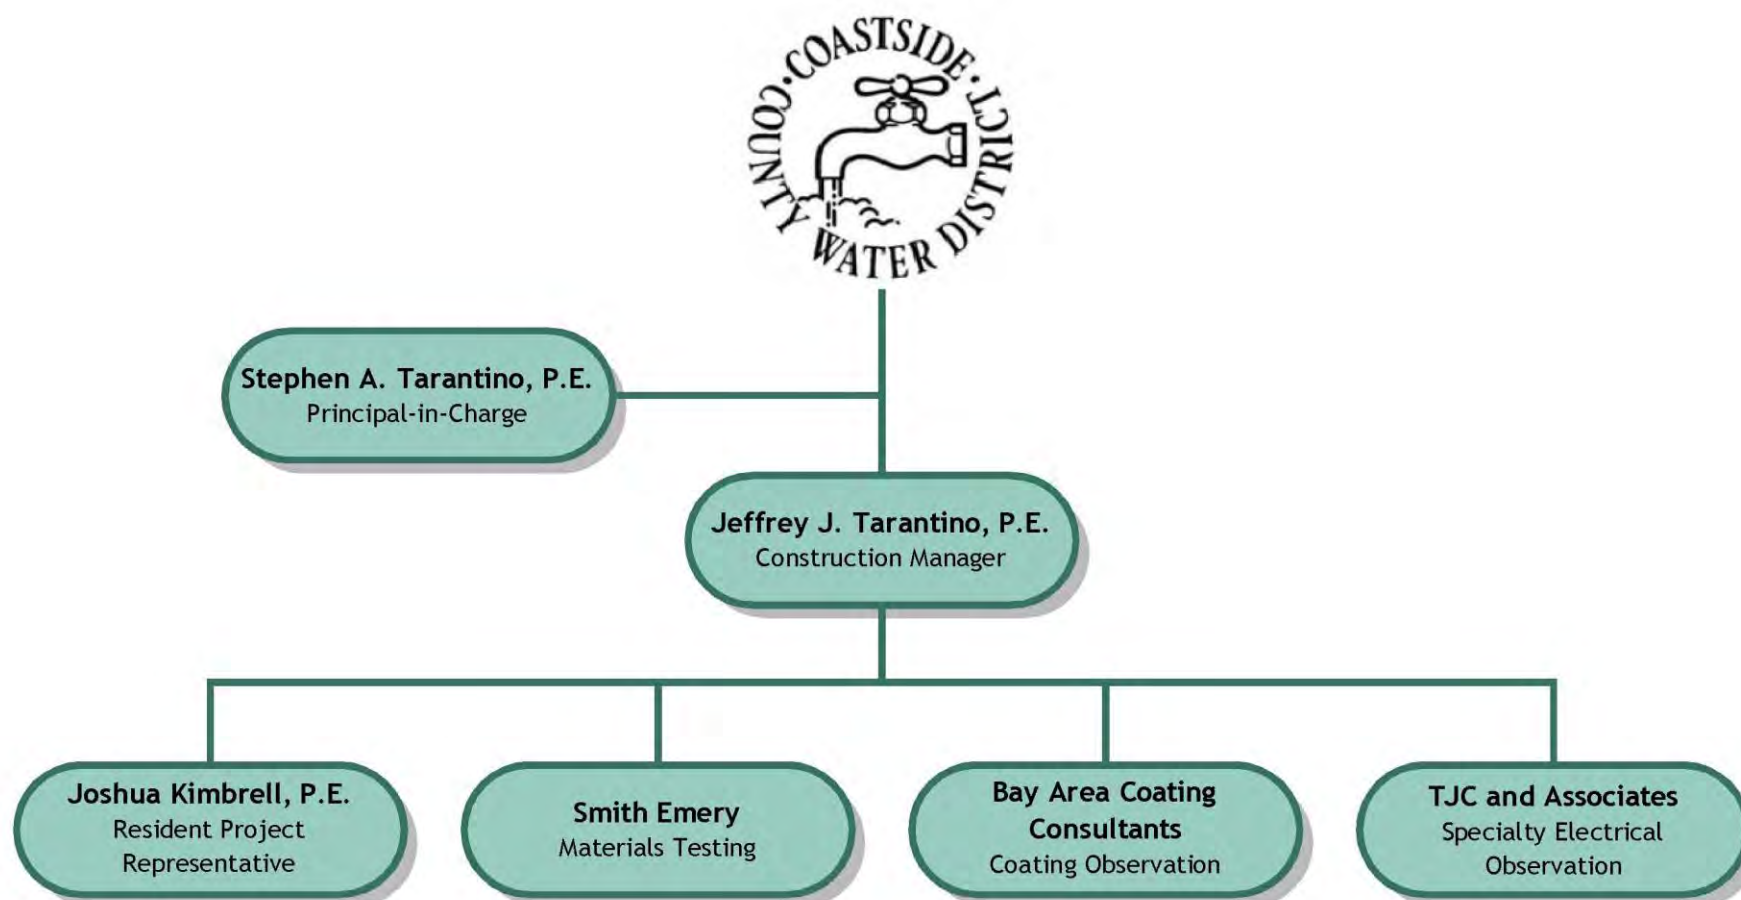 COASTSIDE · COUNTY WATER DISTRICT ·
Stephen A. Tarantino, P.E.
Principal-in-Charge
Jeffrey J. Tarantino, P.E.
Construction Manager
Joshua Kimbrell, P.E.
Resident Project
Representative
Smith Emery
Materials Testing
Bay Area Coating
Consultants
Coating Observation
TJC and Associates
Specialty Electrical
Observation